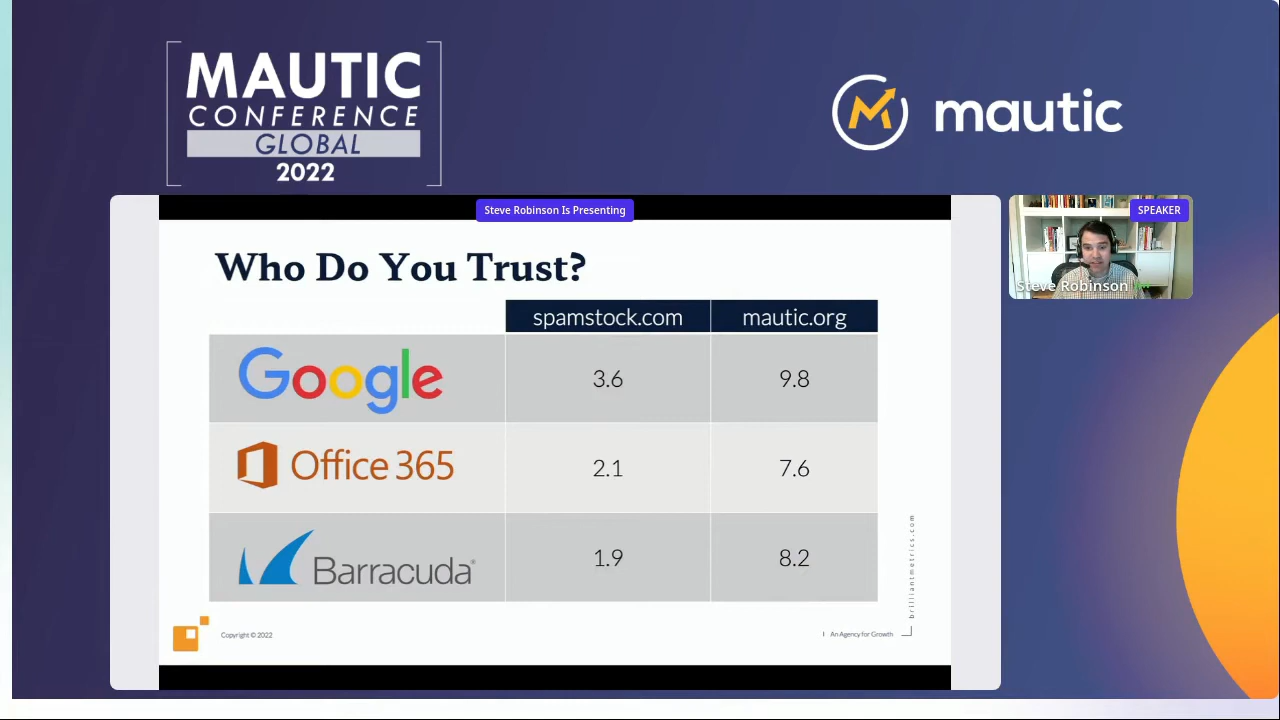 MAUTIC
CONFERENCE
GLOBAL
2022
mautic
Steve Robinson Is Presenting
SPEAKER
Steve Robinson
Who Do You Trust?
spamstock.com mautic.org
Google 3.6 9.8
Office 365 2.1 7.6
Barracuda 1.9 8.2
brilliantmetrics.com
Copyright © 2022
An Agency for Growth